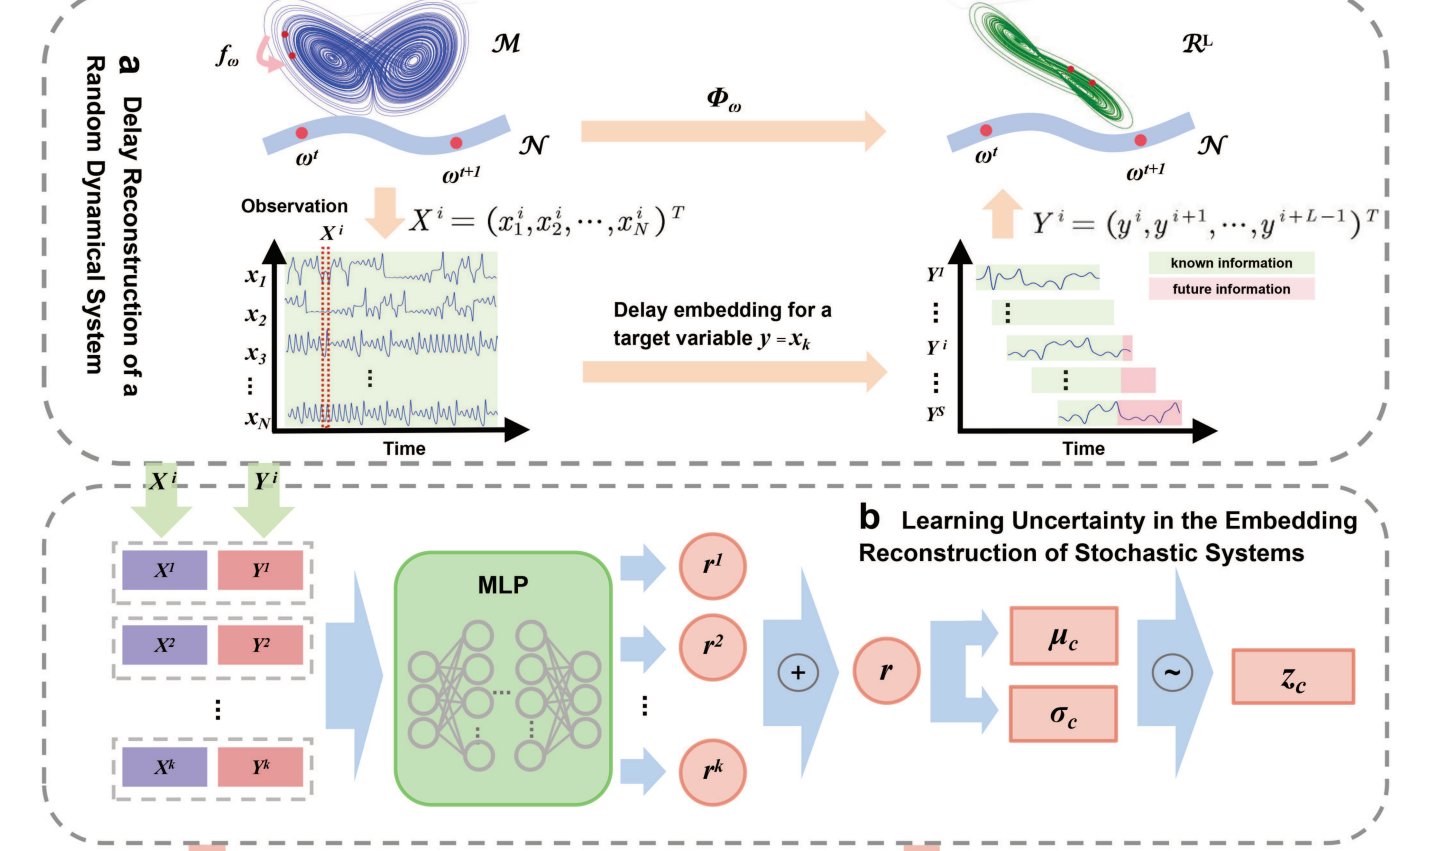 a Delay Reconstruction of a
Random Dynamical System
f_ω
ℳ
Φ_ω
ℛ^L
ω^t
ω^{t+1}
𝒩
ω^t
ω^{t+1}
𝒩
Observation
X^i = (x_1^i, x_2^i, ⋯, x_N^i)^T
Y^i = (y^i, y^{i+1}, ⋯, y^{i+L−1})^T
X^i
x_1
x_2
x_3
⋮
x_N
Time
Delay embedding for a
target variable y = x_k
known information
future information
Y^1
⋮
Y^i
⋮
Y^S
Time
X^i
Y^i
b Learning Uncertainty in the Embedding
Reconstruction of Stochastic Systems
X^1 Y^1
X^2 Y^2
⋮
X^k Y^k
MLP
r^1
r^2
⋮
r^k
+
r
μ_c
σ_c
~
z_c